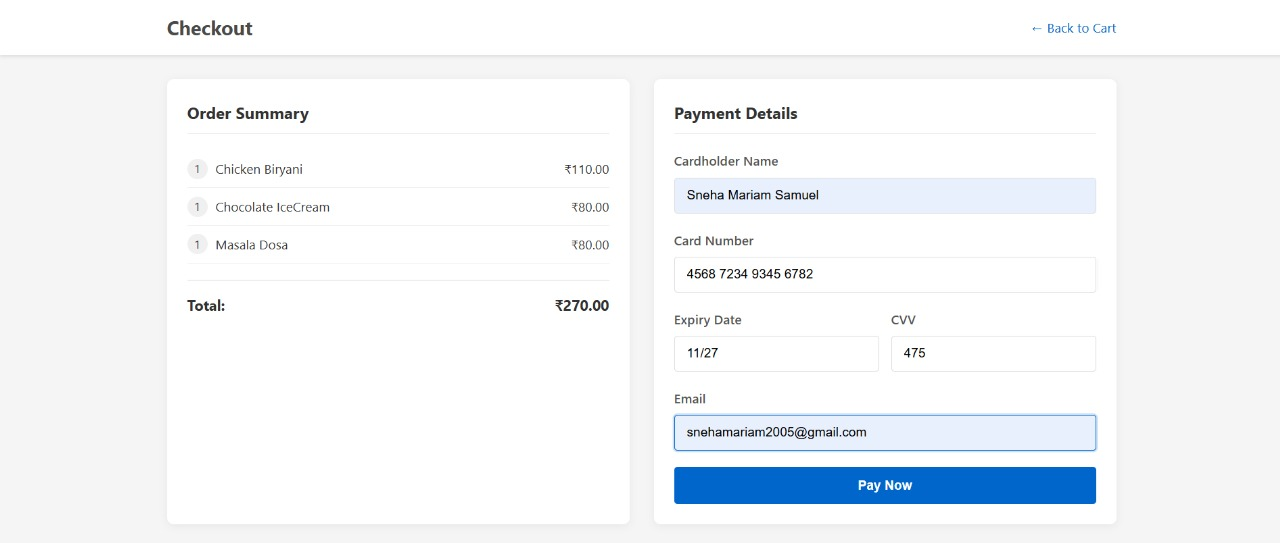 Checkout
← Back to Cart
Order Summary
1 Chicken Biryani ₹110.00
1 Chocolate IceCream ₹80.00
1 Masala Dosa ₹80.00
Total: ₹270.00
Payment Details
Cardholder Name
Sneha Mariam Samuel
Card Number
4568 7234 9345 6782
Expiry Date CVV
11/27 475
Email
snehamariam2005@gmail.com
Pay Now